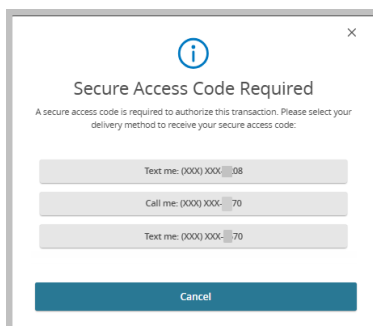 Secure Access Code Required
A secure access code is required to authorize this transaction. Please select your
delivery method to receive your secure access code:
Text me: (XXX) XXX- 08
Call me: (XXX) XXX- 70
Text me: (XXX) XXX- 70
Cancel